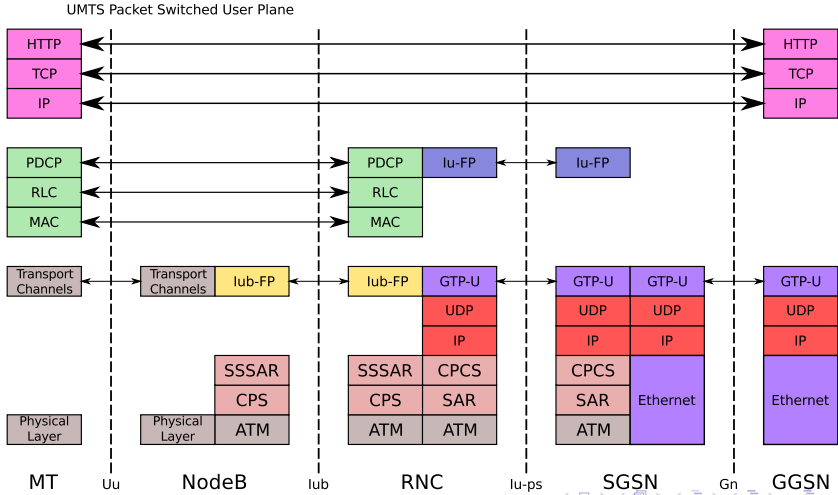 UMTS Packet Switched User Plane
HTTP HTTP
TCP TCP
IP IP
PDCP PDCP Iu-FP Iu-FP
RLC RLC
MAC MAC
Transport Channels Transport Channels Iub-FP Iub-FP GTP-U GTP-U GTP-U GTP-U
UDP UDP UDP UDP
IP IP IP IP
SSSAR SSSAR CPCS CPCS
CPS CPS SAR SAR Ethernet Ethernet
Physical Layer Physical Layer ATM ATM ATM ATM
MT Uu NodeB Iub RNC Iu-ps SGSN Gn GGSN